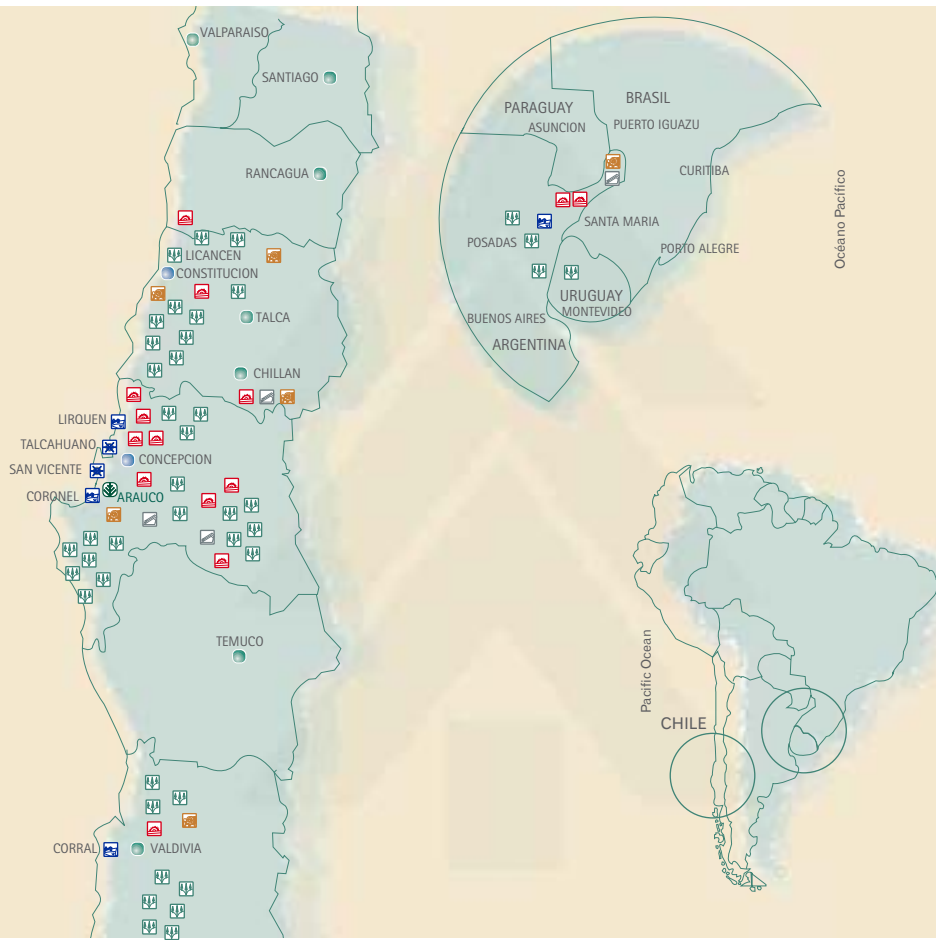 VALPARAISO
SANTIAGO
RANCAGUA
LICANCEN
CONSTITUCION
TALCA
CHILLAN
LIRQUEN
TALCAHUANO
CONCEPCION
SAN VICENTE
CORONEL
ARAUCO
TEMUCO
CORRAL
VALDIVIA
PARAGUAY
BRASIL
ASUNCION
PUERTO IGUAZU
CURITIBA
SANTA MARIA
POSADAS
PORTO ALEGRE
URUGUAY
BUENOS AIRES
MONTEVIDEO
ARGENTINA
Océano Pacífico
Pacific Ocean
CHILE